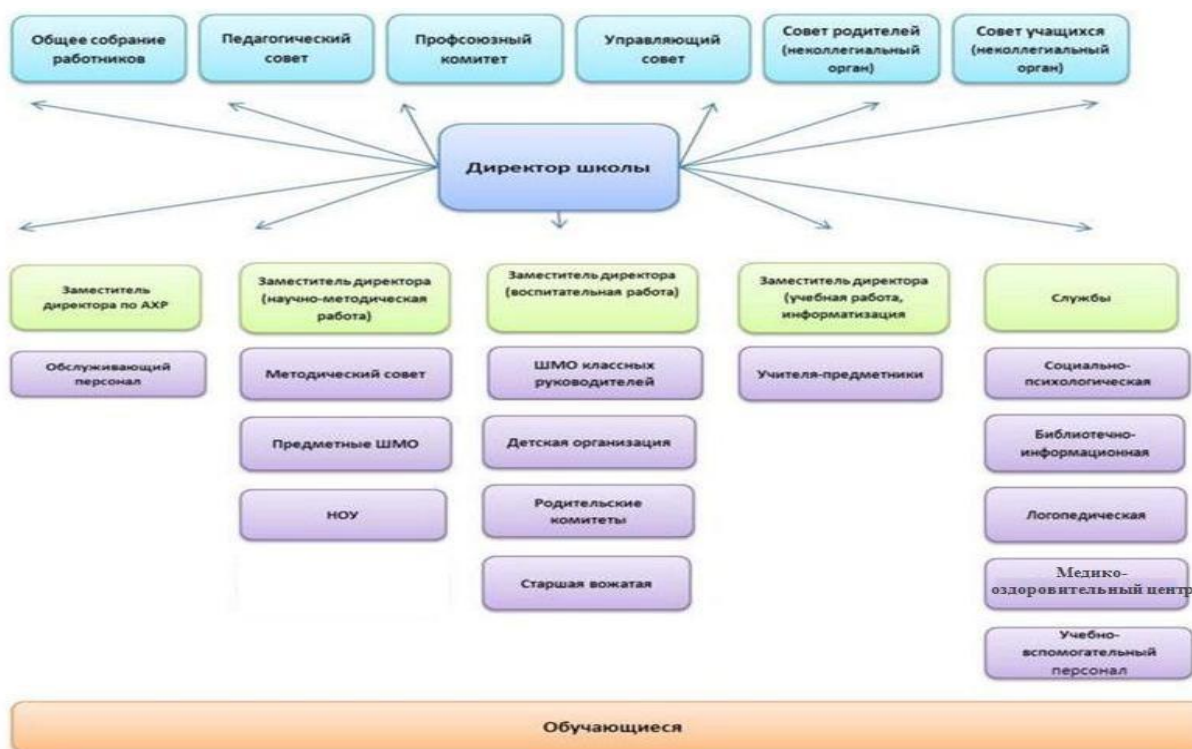 Общее собрание
работников
Педагогический
совет
Профсоюзный
комитет
Управляющий
совет
Совет родителей
(неколлегиальный
орган)
Совет учащихся
(неколлегиальный
орган)
Директор школы
Заместитель
директора по АХР
Обслуживающий
персонал
Заместитель директора
(научно-методическая
работа)
Методический совет
Предметные ШМО
НОУ
Заместитель директора
(воспитательная работа)
ШМО классных
руководителей
Детская организация
Родительские
комитеты
Старшая вожатая
Заместитель директора
(учебная работа,
информатизация
Учителя-предметники
Службы
Социально-
психологическая
Библиотечно-
информационная
Логопедическая
Медико-
оздоровительный центр
Учебно-
вспомогательный
персонал
Обучающиеся